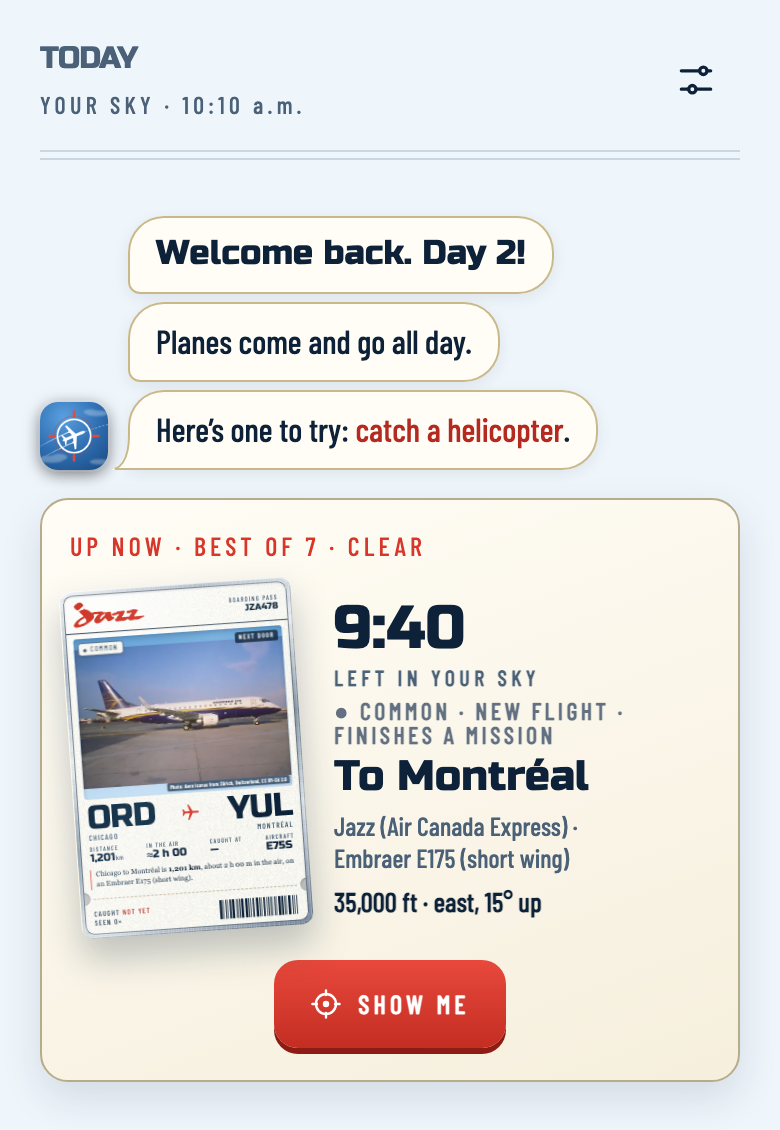 TODAY
YOUR SKY · 10:10 a.m.
Welcome back. Day 2!
Planes come and go all day.
Here's one to try: catch a helicopter.
UP NOW · BEST OF 7 · CLEAR
Jazz
BOARDING PASS
JZA478
COMMON
NEXT DOOR
ORD
YUL
CHICAGO
MONTRÉAL
DISTANCE
IN THE AIR
CAUGHT AT
AIRCRAFT
1,201km
≈2 h 00
—
E75S
Chicago to Montréal is 1,201 km, about 2 h 00 m in the air, on
an Embraer E175 (short wing).
CAUGHT NOT YET
SEEN 0×
9:40
LEFT IN YOUR SKY
● COMMON · NEW FLIGHT ·
FINISHES A MISSION
To Montréal
Jazz (Air Canada Express) ·
Embraer E175 (short wing)
35,000 ft · east, 15° up
SHOW ME